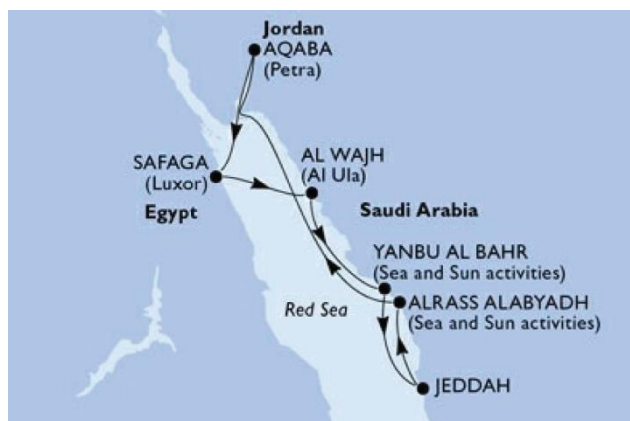 Jordan
AQABA
(Petra)
SAFAGA
(Luxor)
Egypt
AL WAJH
(Al Ula)
Saudi Arabia
YANBU AL BAHR
(Sea and Sun activities)
Red Sea
ALRASS ALABYADH
(Sea and Sun activities)
JEDDAH